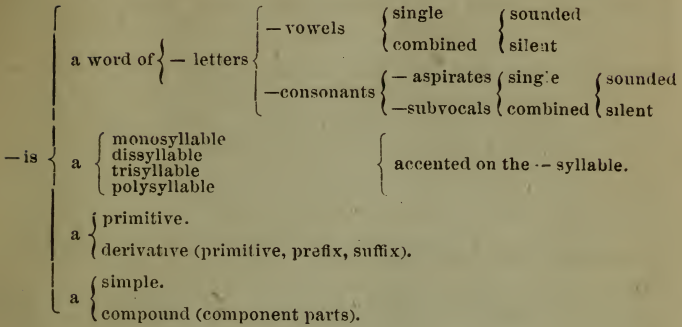 — vowels { single { sounded
combined silent
a word of { — letters
—consonants { — aspirates { single { sounded
—subvocals combined silent
—is { a { monosyllable
dissyllable { accented on the -- syllable.
trisyllable
polysyllable
a { primitive.
derivative (primitive, prefix, suffix).
a { simple.
compound (component parts).